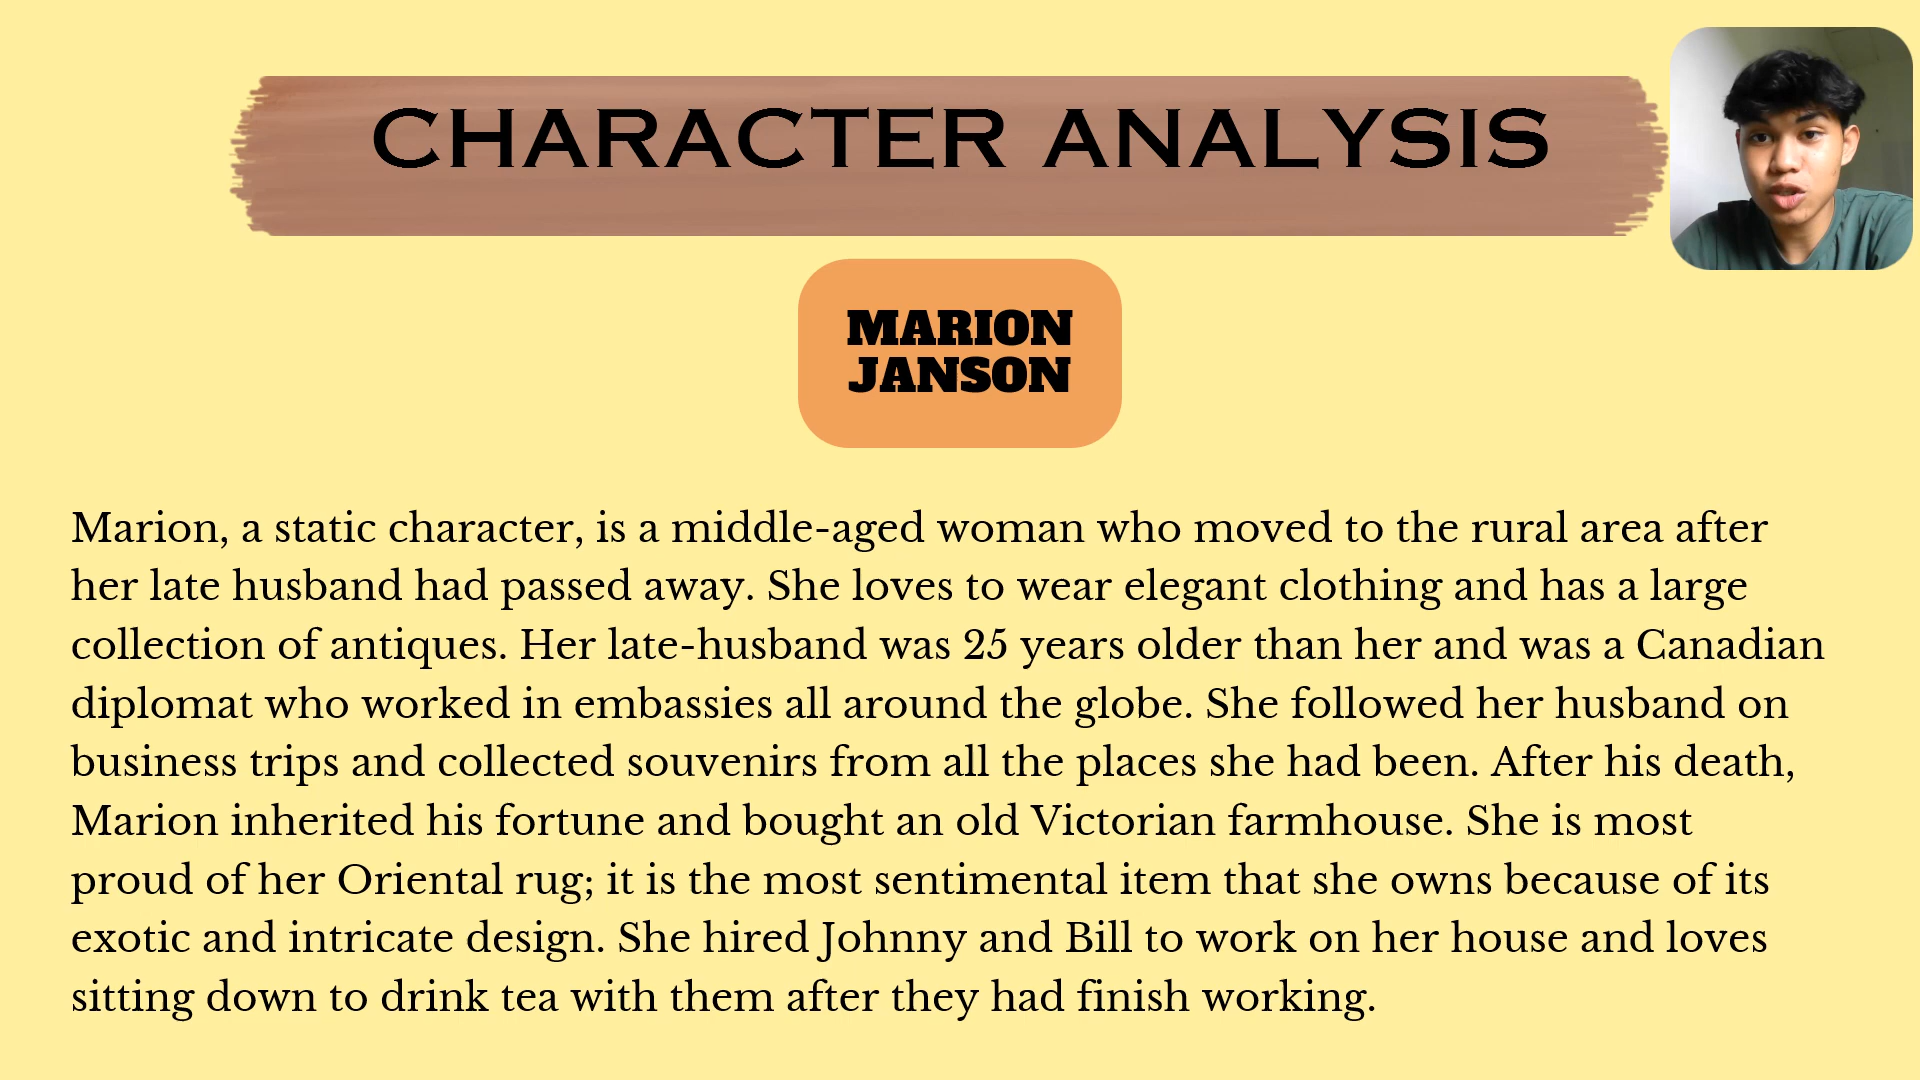 CHARACTER ANALYSIS
MARION
JANSON
Marion, a static character, is a middle-aged woman who moved to the rural area after
her late husband had passed away. She loves to wear elegant clothing and has a large
collection of antiques. Her late-husband was 25 years older than her and was a Canadian
diplomat who worked in embassies all around the globe. She followed her husband on
business trips and collected souvenirs from all the places she had been. After his death,
Marion inherited his fortune and bought an old Victorian farmhouse. She is most
proud of her Oriental rug; it is the most sentimental item that she owns because of its
exotic and intricate design. She hired Johnny and Bill to work on her house and loves
sitting down to drink tea with them after they had finish working.